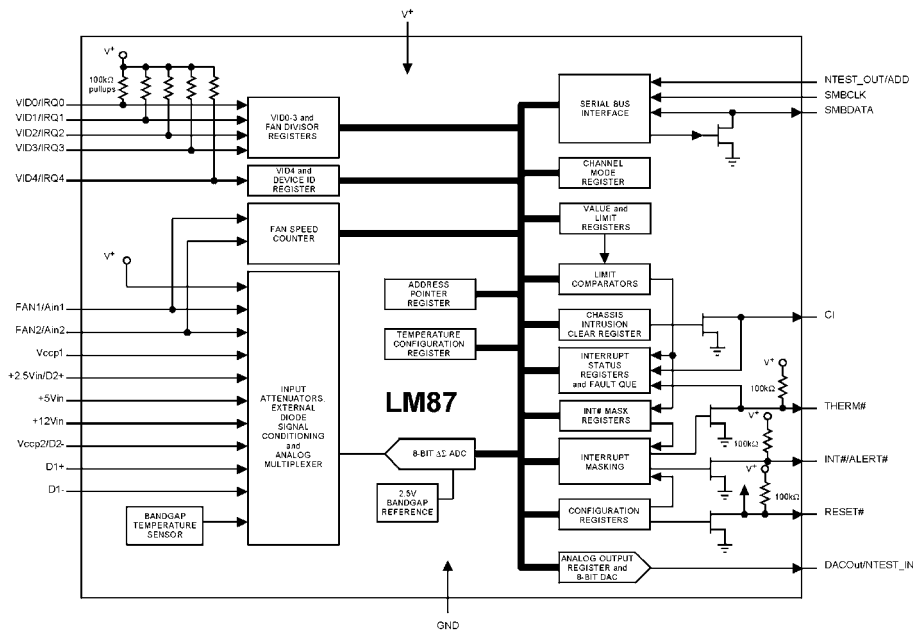 V+
V+
100kΩ
pullups
VID0/IRQ0
VID1/IRQ1
VID2/IRQ2
VID3/IRQ3
VID4/IRQ4
VID0-3 and
FAN DIVISOR
REGISTERS
VID4 and
DEVICE ID
REGISTER
FAN SPEED
COUNTER
V+
FAN1/Ain1
FAN2/Ain2
Vccp1
+2.5Vin/D2+
+5Vin
+12Vin
Vccp2/D2-
D1+
D1-
INPUT
ATTENUATORS,
EXTERNAL
DIODE
SIGNAL
CONDITIONING
and
ANALOG
MULTIPLEXER
BANDGAP
TEMPERATURE
SENSOR
ADDRESS
POINTER
REGISTER
TEMPERATURE
CONFIGURATION
REGISTER
LM87
8-BIT ΔΣ ADC
2.5V
BANDGAP
REFERENCE
SERIAL BUS
INTERFACE
CHANNEL
MODE
REGISTER
VALUE and
LIMIT
REGISTERS
LIMIT
COMPARATORS
CHASSIS
INTRUSION
CLEAR REGISTER
INTERRUPT
STATUS
REGISTERS
and FAULT QUE
INT# MASK
REGISTERS
INTERRUPT
MASKING
CONFIGURATION
REGISTERS
ANALOG OUTPUT
REGISTER and
8-BIT DAC
NTEST_OUT/ADD
SMBCLK
SMBDATA
CI
V+
100kΩ
THERM#
V+
100kΩ
INT#/ALERT#
V+
100kΩ
RESET#
DACOut/NTEST_IN
GND